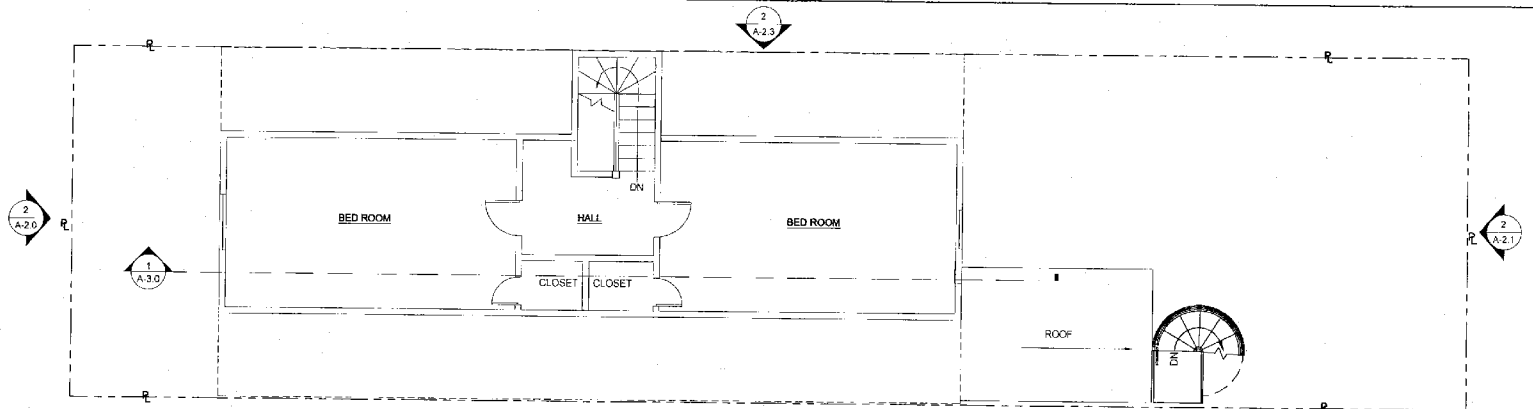 2
A-2.3
PL
PL
DN
2
A-2.0
PL
BED ROOM
HALL
BED ROOM
2
A-2.1
PL
1
A-3.0
CLOSET
CLOSET
ROOF
DN
PL
PL